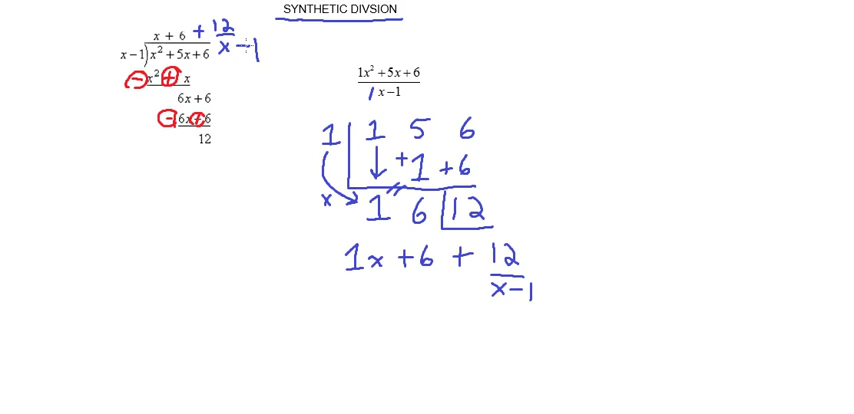 SYNTHETIC DIVSION
x + 6 + 12/x - 1
x - 1) x² + 5x + 6
- x² + x
6x + 6
- 6x + 6
12
1x² + 5x + 6
1 x - 1
1 | 1 5 6
↓ + 1 + 6
x 1 6 |12
1x + 6 + 12/x - 1